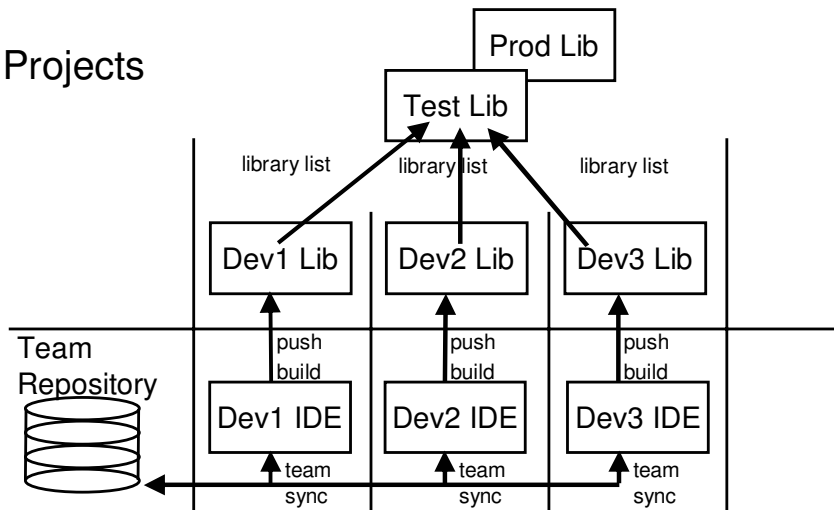 Prod Lib
Projects
Test Lib
library list
library list
library list
Dev1 Lib
Dev2 Lib
Dev3 Lib
Team
Repository
push
build
push
build
push
build
Dev1 IDE
Dev2 IDE
Dev3 IDE
team
sync
team
sync
team
sync